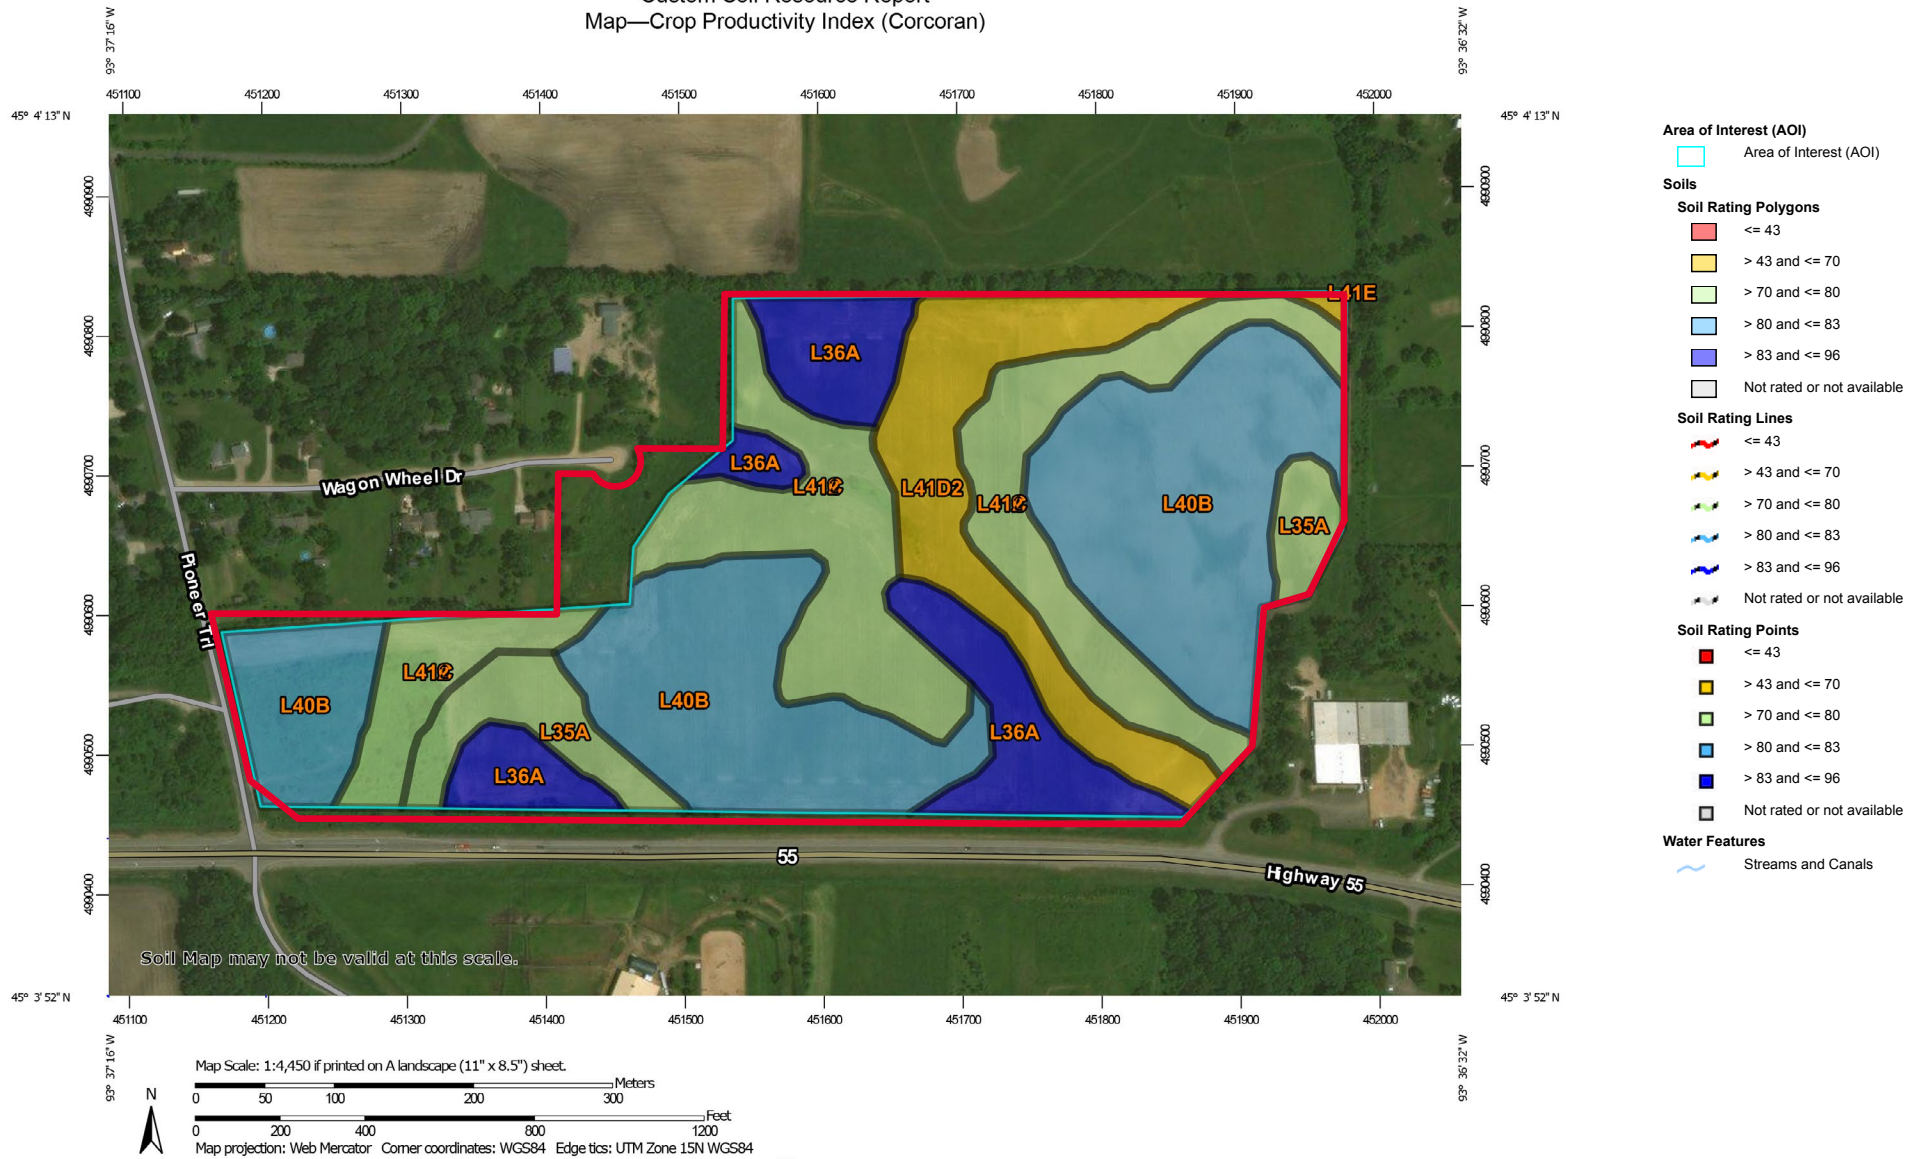 Custom Soil Resource Report
Map—Crop Productivity Index (Corcoran)
93° 37' 16" W
93° 36' 32" W
451100 451200 451300 451400 451500 451600 451700 451800 451900 452000
45° 4' 13" N
45° 4' 13" N
4990900
4990900
4990800
4990800
4990700
4990700
4990600
4990600
4990500
4990500
4990400
4990400
L41E
L36A
L36A
L41D2
L40B
L35A
L40B
L40B
L35A
L36A
L36A
Wagon Wheel Dr
Pioneer Trl
55
Highway 55
Soil Map may not be valid at this scale.
45° 3' 52" N
45° 3' 52" N
451100 451200 451300 451400 451500 451600 451700 451800 451900 452000
93° 37' 16" W
93° 36' 32" W
Map Scale: 1:4,450 if printed on A landscape (11" x 8.5") sheet.
N
Meters
0 50 100 200 300
Feet
0 200 400 800 1200
Map projection: Web Mercator Corner coordinates: WGS84 Edge tics: UTM Zone 15N WGS84
Area of Interest (AOI)
Area of Interest (AOI)
Soils
Soil Rating Polygons
<= 43
> 43 and <= 70
> 70 and <= 80
> 80 and <= 83
> 83 and <= 96
Not rated or not available
Soil Rating Lines
<= 43
> 43 and <= 70
> 70 and <= 80
> 80 and <= 83
> 83 and <= 96
Not rated or not available
Soil Rating Points
<= 43
> 43 and <= 70
> 70 and <= 80
> 80 and <= 83
> 83 and <= 96
Not rated or not available
Water Features
Streams and Canals